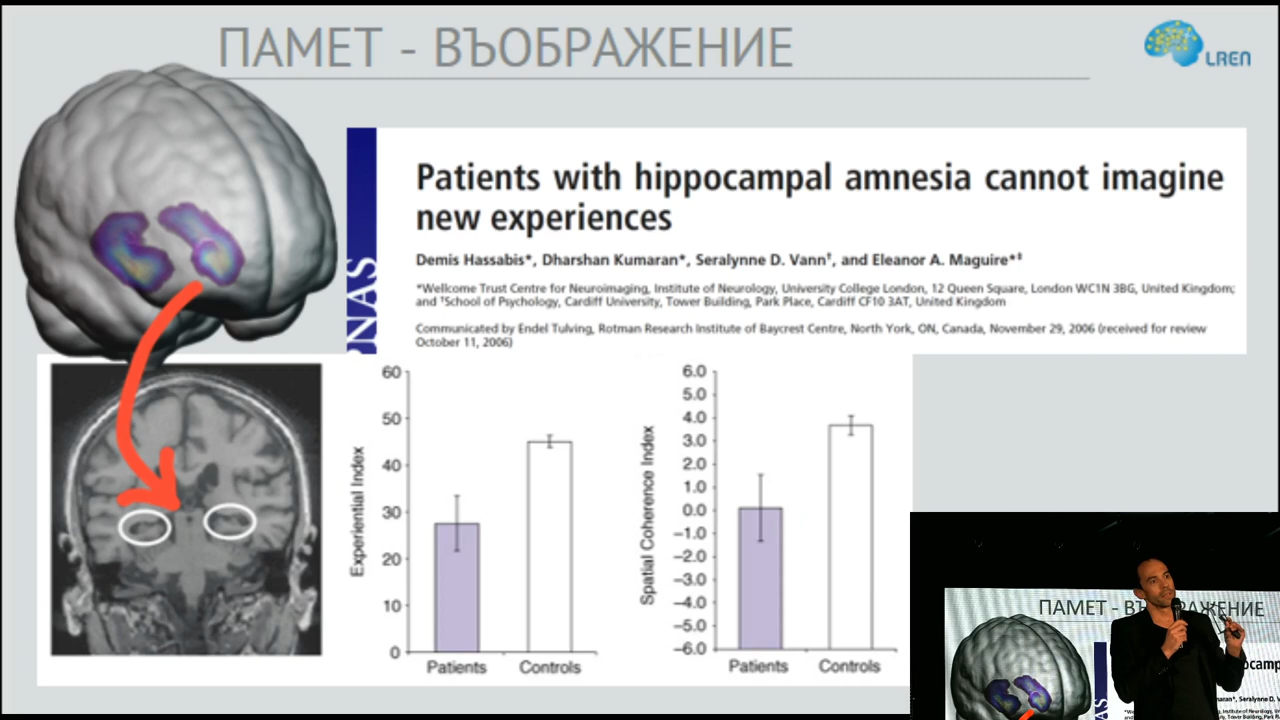 ПАМЕТ - ВЪОБРАЖЕНИЕ
LREN
PNAS
Patients with hippocampal amnesia cannot imagine
new experiences
Demis Hassabis*, Dharshan Kumaran*, Seralynne D. Vann†, and Eleanor A. Maguire*‡
*Wellcome Trust Centre for Neuroimaging, Institute of Neurology, University College London, 12 Queen Square, London WC1N 3BG, United Kingdom;
and †School of Psychology, Cardiff University, Tower Building, Park Place, Cardiff CF10 3AT, United Kingdom
Communicated by Endel Tulving, Rotman Research Institute of Baycrest Centre, North York, ON, Canada, November 29, 2006 (received for review
October 11, 2006)
Experiential Index
60
50
40
30
20
10
0
Patients Controls
Spatial Coherence Index
6.0
5.0
4.0
3.0
2.0
1.0
0.0
–1.0
–2.0
–3.0
–4.0
–5.0
–6.0
Patients Controls
ПАМЕТ - ВЪ РАЖЕНИЕ